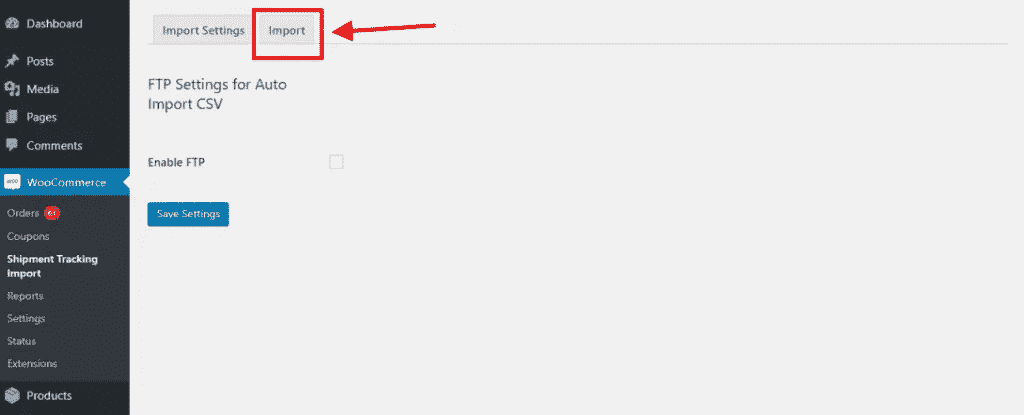 Dashboard
Posts
Media
Pages
Comments
WooCommerce
Orders
Coupons
Shipment Tracking
Import
Reports
Settings
Status
Extensions
Products
Import Settings
Import
FTP Settings for Auto
Import CSV
Enable FTP
Save Settings